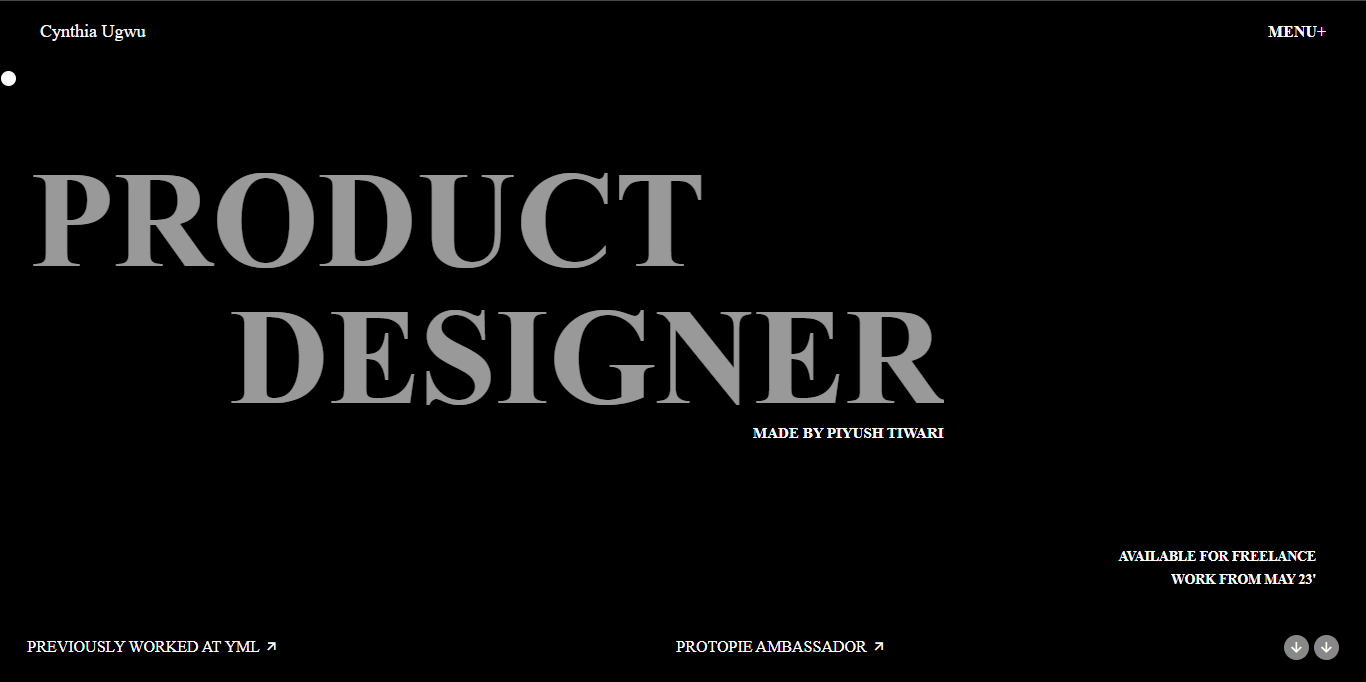 Cynthia Ugwu
MENU+
PRODUCT
DESIGNER
MADE BY PIYUSH TIWARI
AVAILABLE FOR FREELANCE
WORK FROM MAY 23'
PREVIOUSLY WORKED AT YML
PROTOPIE AMBASSADOR